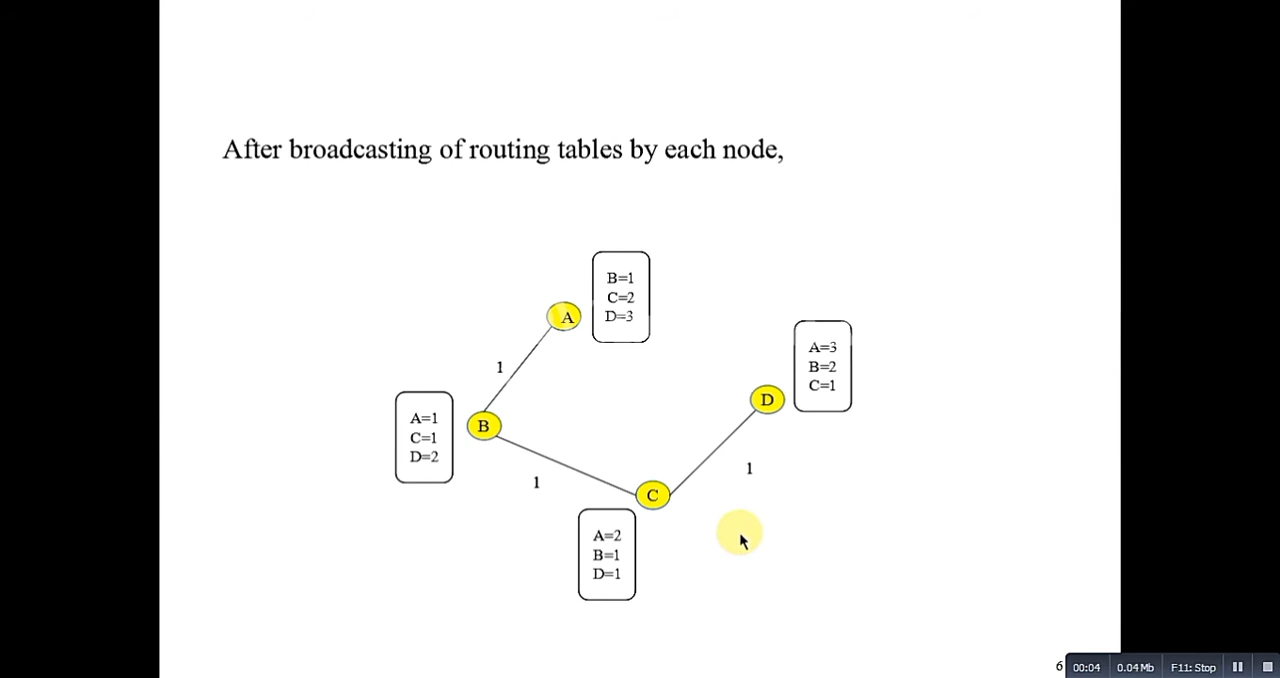 After broadcasting of routing tables by each node,
B=1
C=2
D=3
A
1
A=3
B=2
C=1
D
A=1
C=1
D=2
B
1
1
C
A=2
B=1
D=1
6
00:04 0.04 Mb F11: Stop